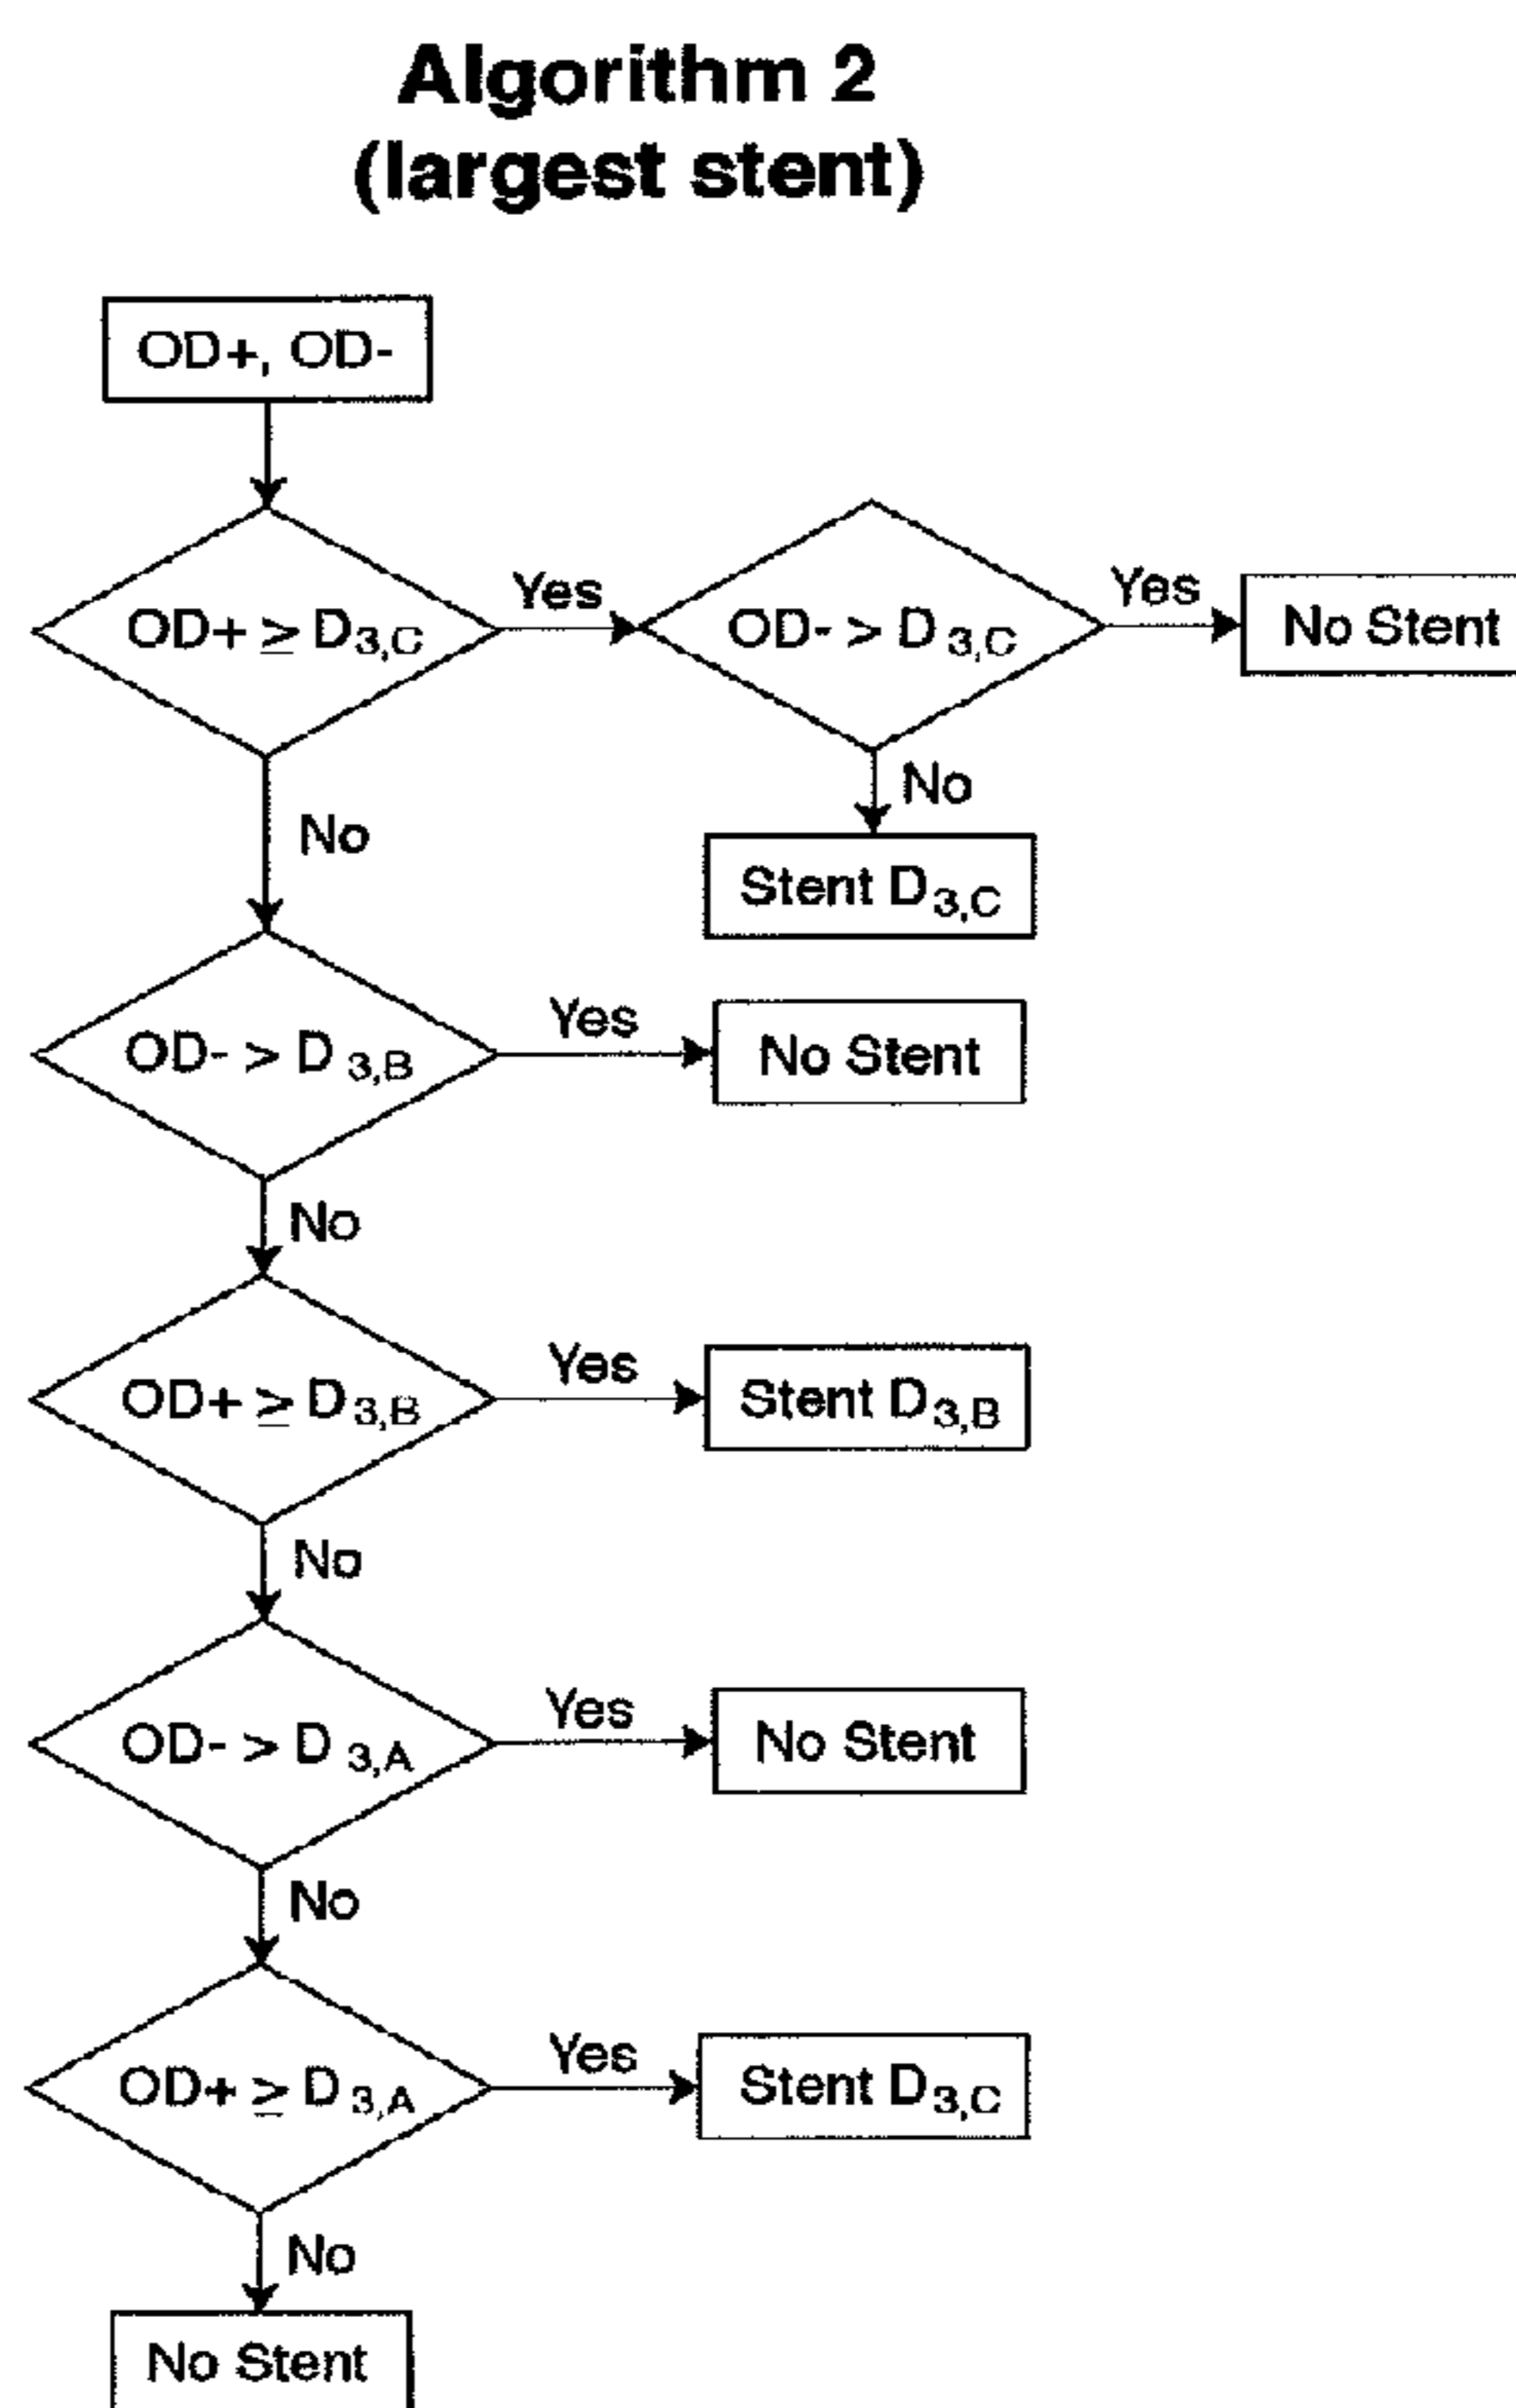 Algorithm 2
(largest stent)
OD+, OD-
OD+ ≥ D3,C
Yes
OD- > D3,C
Yes
No Stent
No
Stent D3,C
No
OD- > D3,B
Yes
No Stent
No
OD+ ≥ D3,B
Yes
Stent D3,B
No
OD- > D3,A
Yes
No Stent
No
OD+ ≥ D3,A
Yes
Stent D3,C
No
No Stent